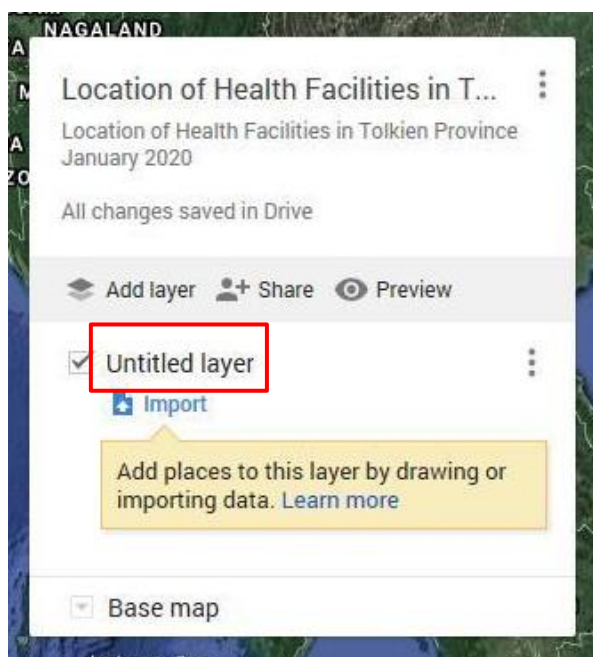 NAGALAND
Location of Health Facilities in T...
Location of Health Facilities in Tolkien Province
January 2020
All changes saved in Drive
Add layer Share Preview
Untitled layer
Import
Add places to this layer by drawing or
importing data. Learn more
Base map